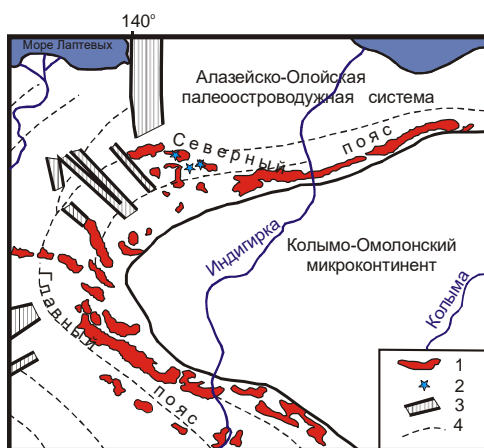 140°
Море Лаптевых
Алазейско-Олойская
палеоостроводужная система
Северный пояс
Колымо-Омолонский
микроконтинент
Индигирка
Колыма
Главный пояс
1
2
3
4